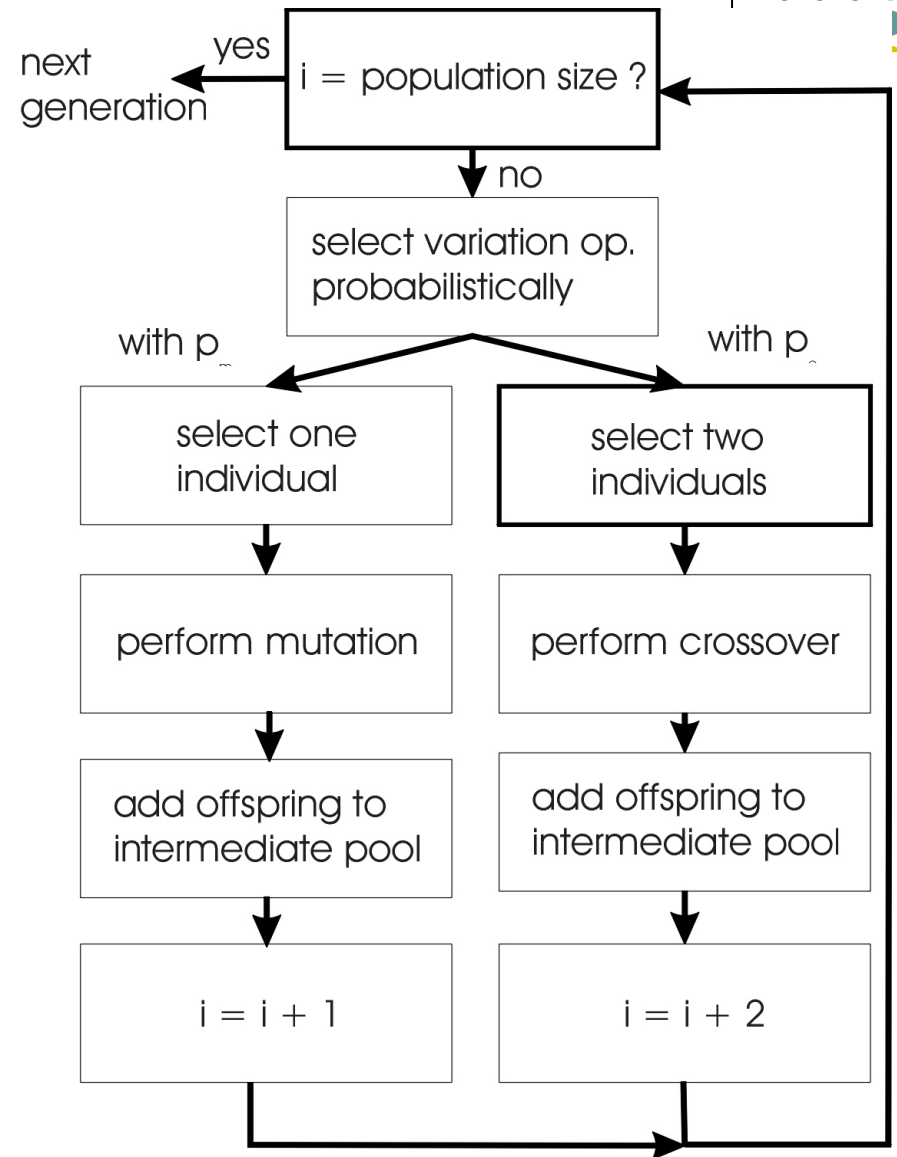 yes
next
generation
i = population size ?
no
select variation op.
probabilistically
with p
with p
select one
individual
select two
individuals
perform mutation
perform crossover
add offspring to
intermediate pool
add offspring to
intermediate pool
i = i + 1
i = i + 2